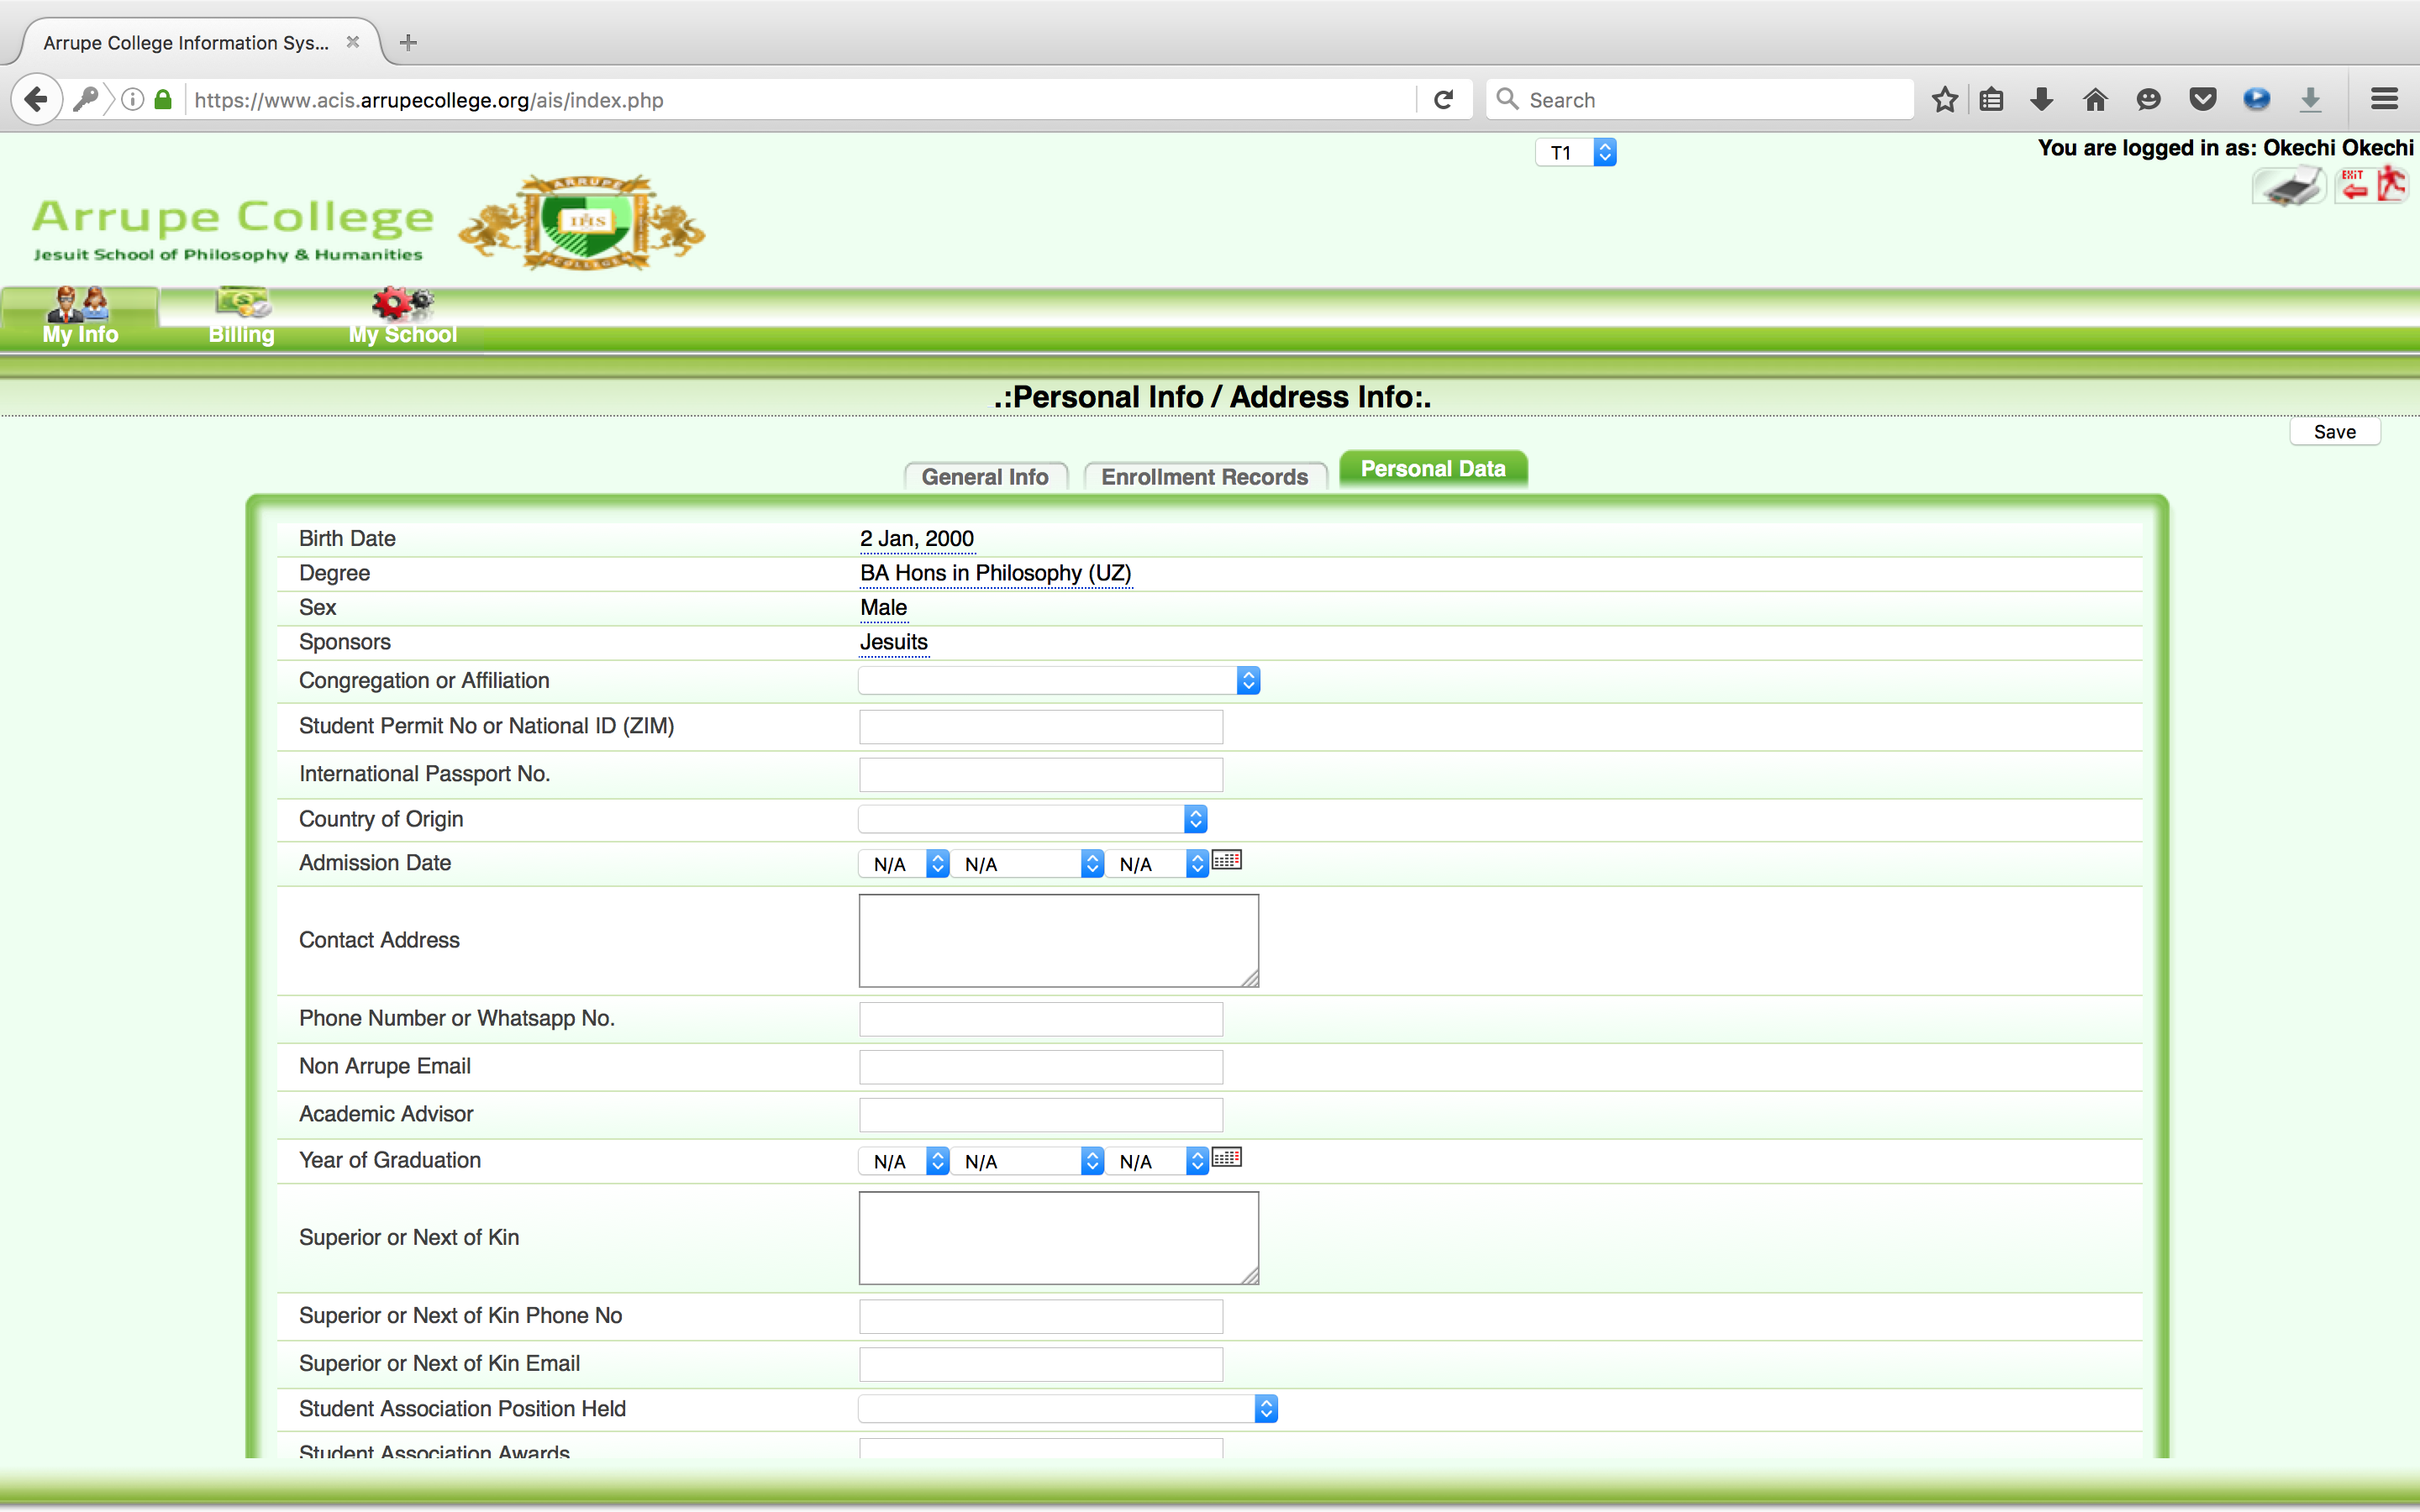 Arrupe College Information Sys...
https://www.acis.arrupecollege.org/ais/index.php
Search
T1
You are logged in as: Okechi Okechi
EXIT
Arrupe College
Jesuit School of Philosophy & Humanities
ARRUPE
IHS
COLLEGE
My Info
Billing
My School
.:Personal Info / Address Info:.
Save
General Info
Enrollment Records
Personal Data
Birth Date 2 Jan, 2000
Degree BA Hons in Philosophy (UZ)
Sex Male
Sponsors Jesuits
Congregation or Affiliation
Student Permit No or National ID (ZIM)
International Passport No.
Country of Origin
Admission Date N/A N/A N/A
Contact Address
Phone Number or Whatsapp No.
Non Arrupe Email
Academic Advisor
Year of Graduation N/A N/A N/A
Superior or Next of Kin
Superior or Next of Kin Phone No
Superior or Next of Kin Email
Student Association Position Held
Student Association Awards